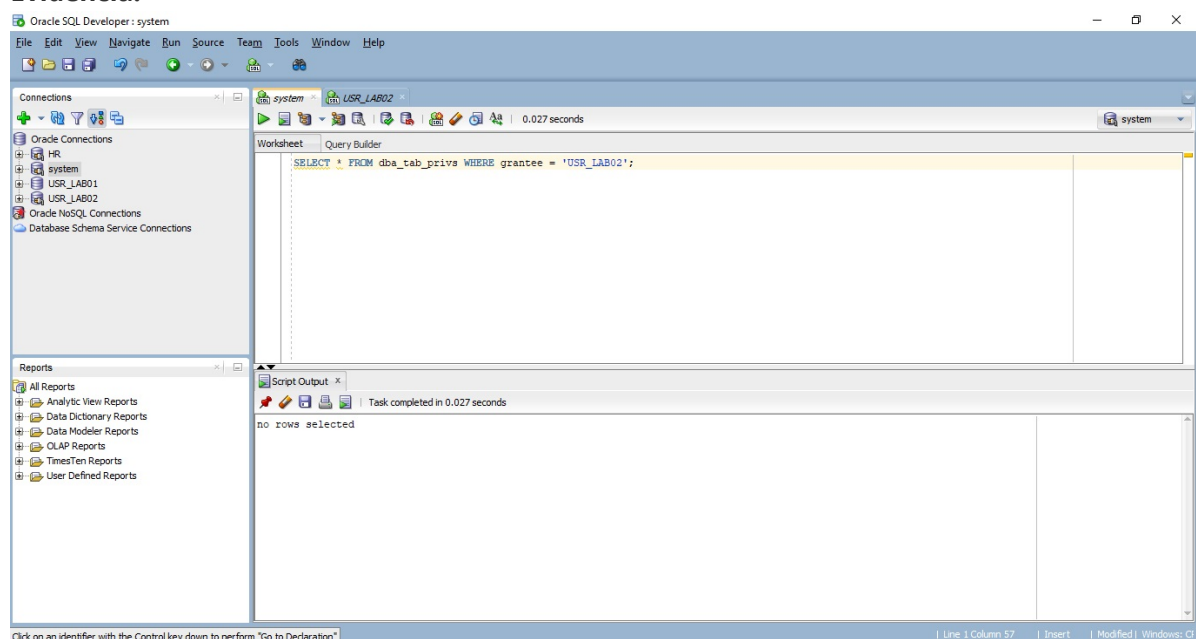 Oracle SQL Developer : system
File Edit View Navigate Run Source Team Tools Window Help
Connections
Oracle Connections
HR
system
USR_LAB01
USR_LAB02
Oracle NoSQL Connections
Database Schema Service Connections
Reports
All Reports
Analytic View Reports
Data Dictionary Reports
Data Modeler Reports
OLAP Reports
TimesTen Reports
User Defined Reports
system USR_LAB02
0.027 seconds
system
Worksheet Query Builder
SELECT * FROM dba_tab_privs WHERE grantee = 'USR_LAB02';
Script Output
Task completed in 0.027 seconds
no rows selected
Click on an identifier with the Control key down to perform "Go to Declaration"
Line 1 Column 57 Insert Modified Windows: C